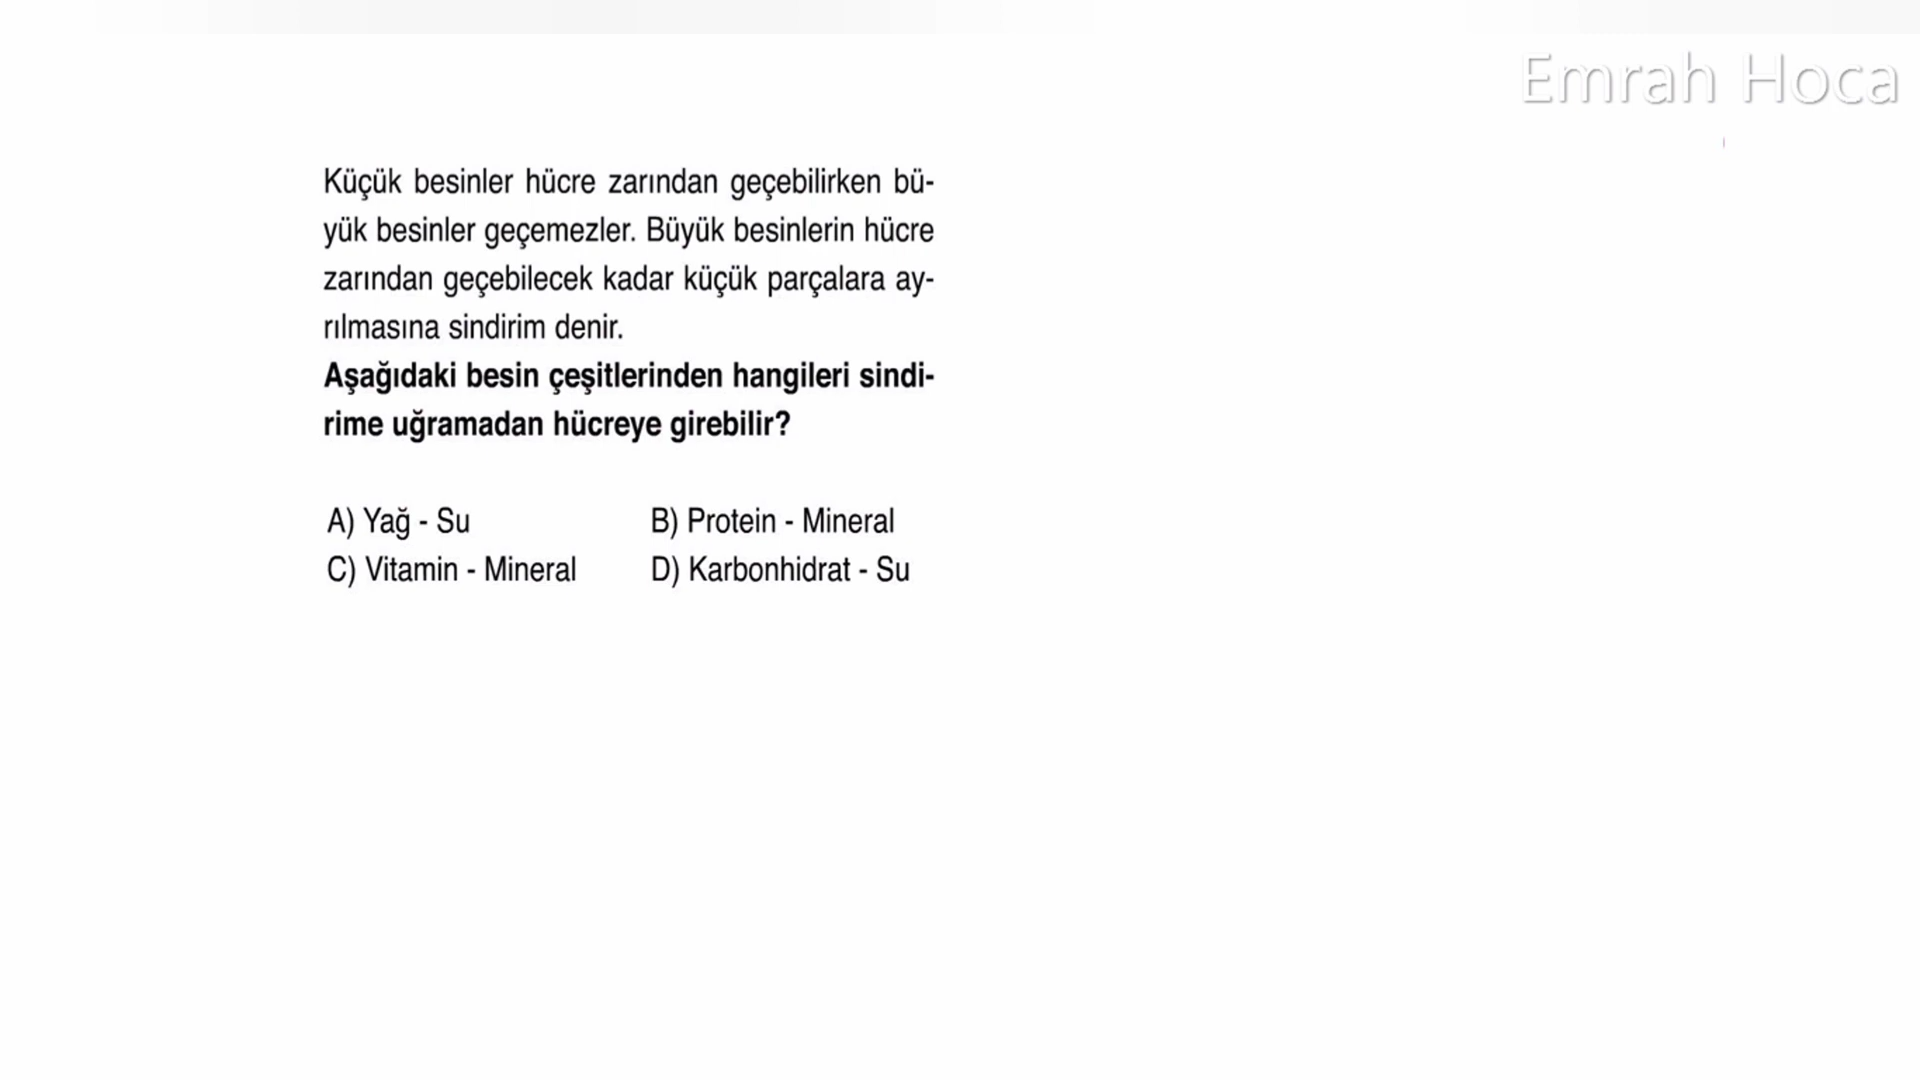 Emrah Hoca
Küçük besinler hücre zarından geçebilirken bü-
yük besinler geçemezler. Büyük besinlerin hücre
zarından geçebilecek kadar küçük parçalara ay-
rılmasına sindirim denir.
Aşağıdaki besin çeşitlerinden hangileri sindi-
rime uğramadan hücreye girebilir?
A) Yağ - Su B) Protein - Mineral
C) Vitamin - Mineral D) Karbonhidrat - Su